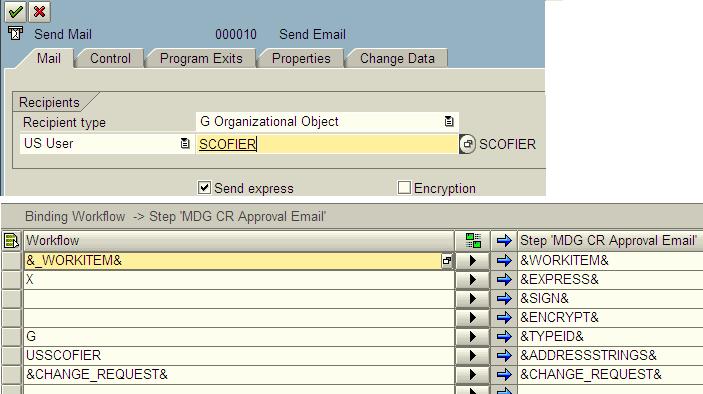 Send Mail 000010 Send Email
Mail Control Program Exits Properties Change Data
Recipients
Recipient type G Organizational Object
US User SCOFIER SCOFIER
Send express Encryption
Binding Workflow -> Step 'MDG CR Approval Email'
Workflow Step 'MDG CR Approval Email'
&_WORKITEM& &WORKITEM&
X &EXPRESS&
&SIGN&
&ENCRYPT&
G &TYPEID&
USSCOFIER &ADDRESSSTRINGS&
&CHANGE_REQUEST& &CHANGE_REQUEST&